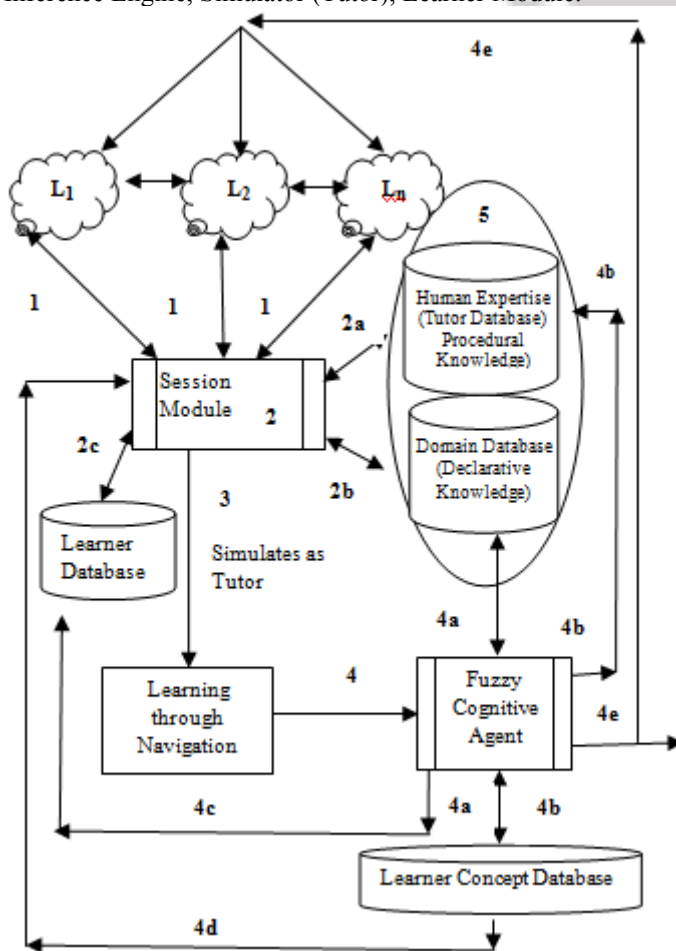 Inference Engine, Simulator (Tutor), Learner Module.
4e
L1
L2
Ln
5
4b
Human Expertise
(Tutor Database)
Procedural
Knowledge)
1
1
1
2a
Session
Module
2
2c
2b
Domain Database
(Declarative
Knowledge)
3
Learner
Database
Simulates as
Tutor
4a
4b
Learning
through
Navigation
4
Fuzzy
Cognitive
Agent
4e
4c
4a
4b
Learner Concept Database
4d